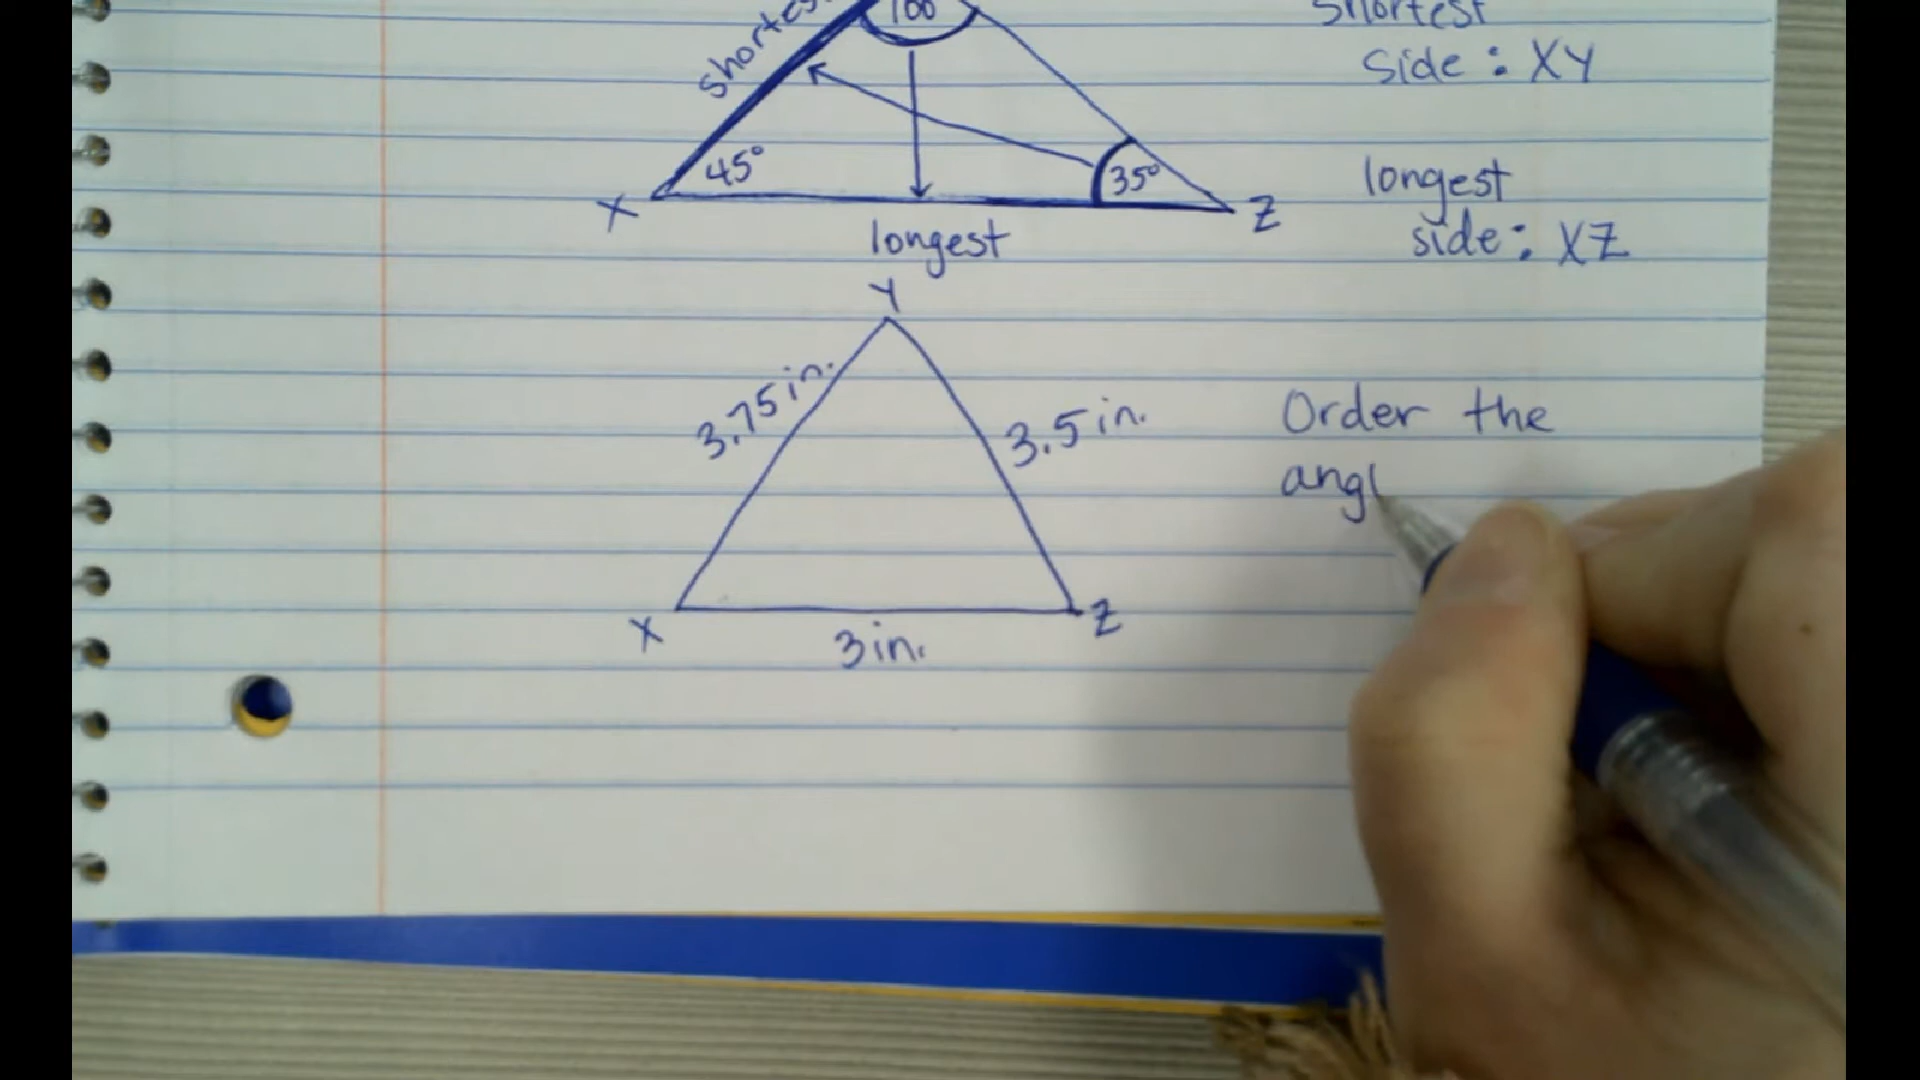 shortes
100
Shortest
side: XY
45°
35°
X
Z
longest
longest
side: XZ
Y
3.75 in.
3.5 in.
Order the
angl
X
Z
3 in.